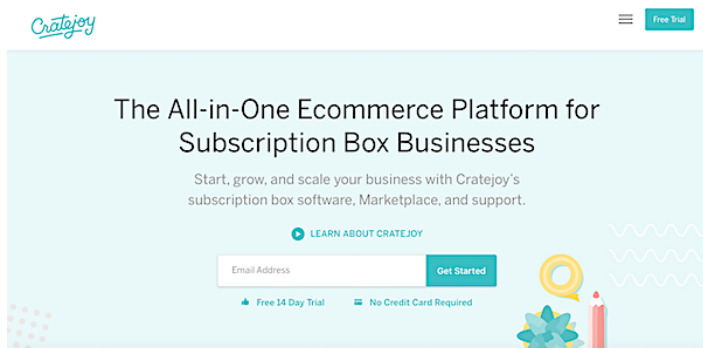 Cratejoy
Free Trial
The All-in-One Ecommerce Platform for
Subscription Box Businesses
Start, grow, and scale your business with Cratejoy's
subscription box software, Marketplace, and support.
LEARN ABOUT CRATEJOY
Email Address Get Started
Free 14 Day Trial No Credit Card Required